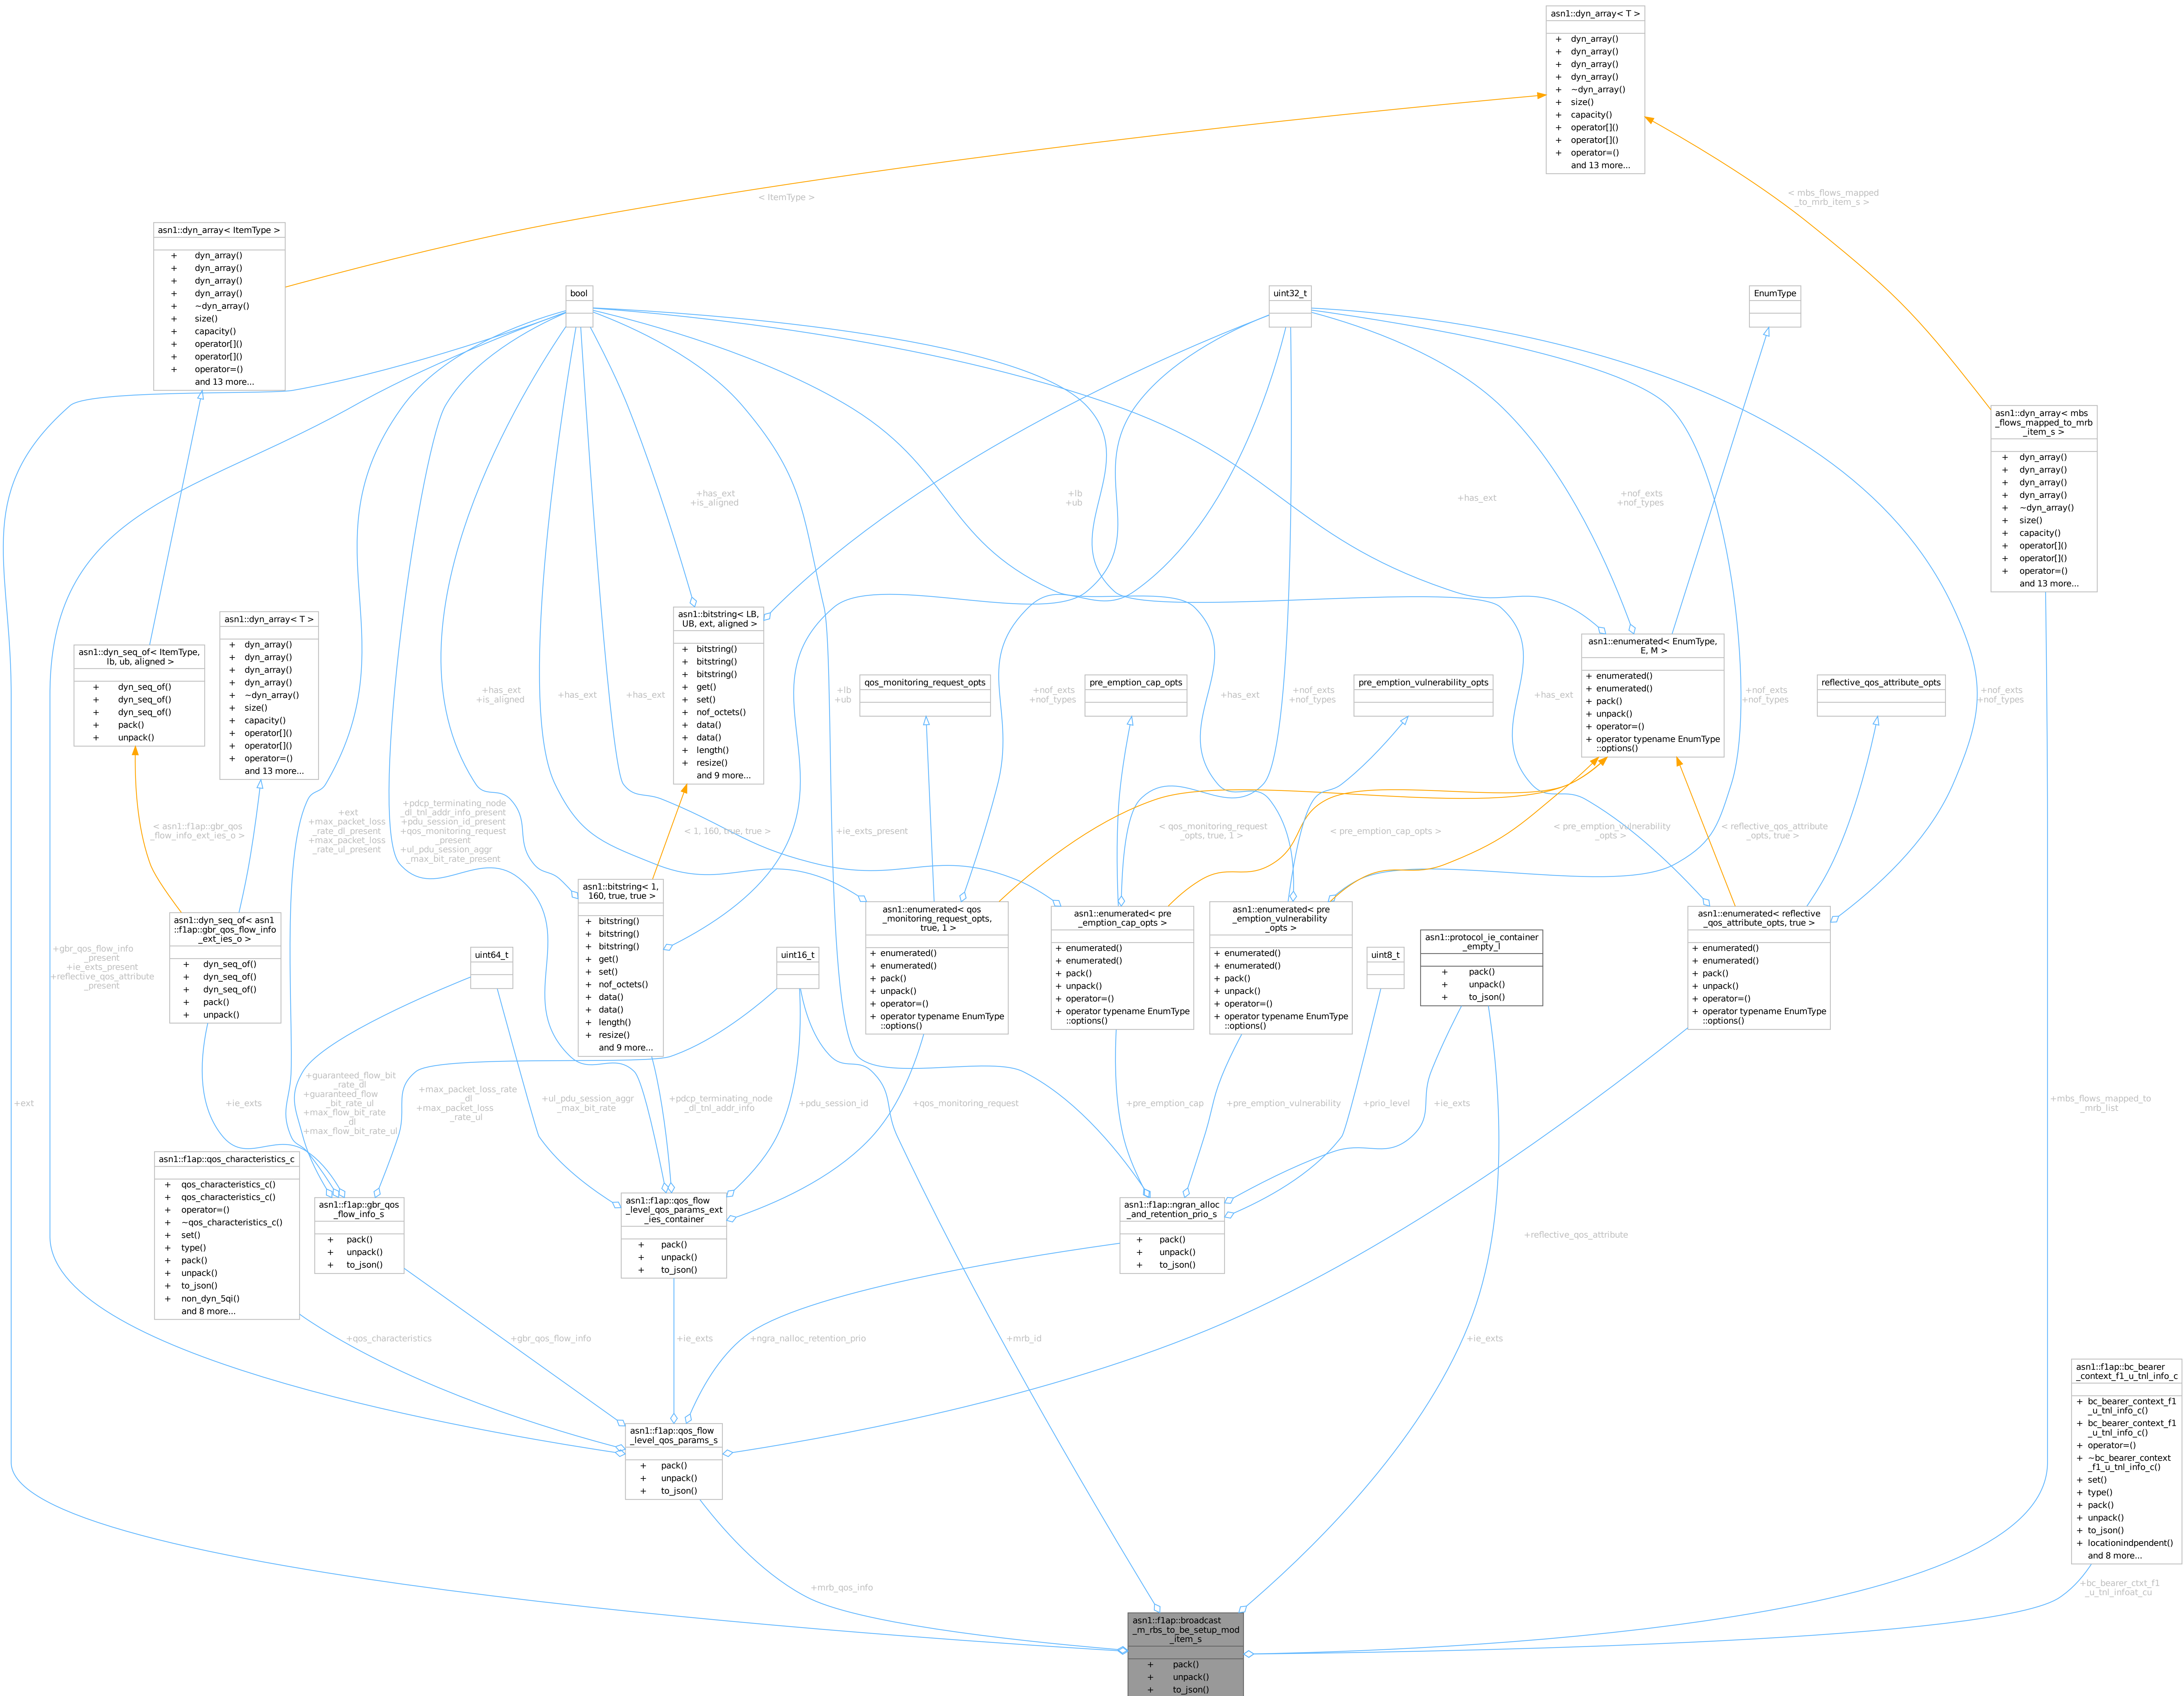 asn1::dyn_array< T >
+ dyn_array()
+ dyn_array()
+ dyn_array()
+ dyn_array()
+ ~dyn_array()
+ size()
+ capacity()
+ operator[]()
+ operator[]()
+ operator=()
and 13 more...
< ItemType >
< mbs_flows_mapped
_to_mrb_item_s >
asn1::dyn_array< ItemType >
+ dyn_array()
+ dyn_array()
+ dyn_array()
+ dyn_array()
+ ~dyn_array()
+ size()
+ capacity()
+ operator[]()
+ operator[]()
+ operator=()
and 13 more...
bool
uint32_t
EnumType
asn1::dyn_array< mbs
_flows_mapped_to_mrb
_item_s >
+ dyn_array()
+ dyn_array()
+ dyn_array()
+ dyn_array()
+ ~dyn_array()
+ size()
+ capacity()
+ operator[]()
+ operator[]()
+ operator=()
and 13 more...
+has_ext
+is_aligned
+lb
+ub
+has_ext
+nof_exts
+nof_types
asn1::dyn_seq_of< ItemType,
lb, ub, aligned >
+ dyn_seq_of()
+ dyn_seq_of()
+ dyn_seq_of()
+ pack()
+ unpack()
asn1::dyn_array< T >
+ dyn_array()
+ dyn_array()
+ dyn_array()
+ dyn_array()
+ ~dyn_array()
+ size()
+ capacity()
+ operator[]()
+ operator[]()
+ operator=()
and 13 more...
+has_ext
+is_aligned
+has_ext
+has_ext
asn1::bitstring< LB,
UB, ext, aligned >
+ bitstring()
+ bitstring()
+ bitstring()
+ get()
+ set()
+ nof_octets()
+ data()
+ data()
+ length()
+ resize()
and 9 more...
+lb
+ub
qos_monitoring_request_opts
+nof_exts
+nof_types
pre_emption_cap_opts
+has_ext
+nof_exts
+nof_types
pre_emption_vulnerability_opts
+has_ext
asn1::enumerated< EnumType,
E, M >
+ enumerated()
+ enumerated()
+ pack()
+ unpack()
+ operator=()
+ operator typename EnumType
::options()
+nof_exts
+nof_types
reflective_qos_attribute_opts
+nof_exts
+nof_types
< asn1::f1ap::gbr_qos
_flow_info_ext_ies_o >
+ext
+max_packet_loss
_rate_dl_present
+max_packet_loss
_rate_ul_present
+pdcp_terminating_node
_dl_tnl_addr_info_present
+pdu_session_id_present
+qos_monitoring_request
_present
+ul_pdu_session_aggr
_max_bit_rate_present
< 1, 160, true, true >
+ie_exts_present
< qos_monitoring_request
_opts, true, 1 >
< pre_emption_cap_opts >
< pre_emption_vulnerability
_opts >
< reflective_qos_attribute
_opts, true >
+gbr_qos_flow_info
_present
+ie_exts_present
+reflective_qos_attribute
_present
asn1::dyn_seq_of< asn1
::f1ap::gbr_qos_flow_info
_ext_ies_o >
+ dyn_seq_of()
+ dyn_seq_of()
+ dyn_seq_of()
+ pack()
+ unpack()
uint64_t
asn1::bitstring< 1,
160, true, true >
+ bitstring()
+ bitstring()
+ bitstring()
+ get()
+ set()
+ nof_octets()
+ data()
+ data()
+ length()
+ resize()
and 9 more...
uint16_t
asn1::enumerated< qos
_monitoring_request_opts,
true, 1 >
+ enumerated()
+ enumerated()
+ pack()
+ unpack()
+ operator=()
+ operator typename EnumType
::options()
asn1::enumerated< pre
_emption_cap_opts >
+ enumerated()
+ enumerated()
+ pack()
+ unpack()
+ operator=()
+ operator typename EnumType
::options()
asn1::enumerated< pre
_emption_vulnerability
_opts >
+ enumerated()
+ enumerated()
+ pack()
+ unpack()
+ operator=()
+ operator typename EnumType
::options()
uint8_t
asn1::protocol_ie_container
_empty_l
+ pack()
+ unpack()
+ to_json()
asn1::enumerated< reflective
_qos_attribute_opts, true >
+ enumerated()
+ enumerated()
+ pack()
+ unpack()
+ operator=()
+ operator typename EnumType
::options()
+ext
+ie_exts
+guaranteed_flow_bit
_rate_dl
+guaranteed_flow
_bit_rate_ul
+max_flow_bit_rate
_dl
+max_flow_bit_rate_ul
+max_packet_loss_rate
_dl
+max_packet_loss
_rate_ul
+ul_pdu_session_aggr
_max_bit_rate
+pdcp_terminating_node
_dl_tnl_addr_info
+pdu_session_id
+qos_monitoring_request
+pre_emption_cap
+pre_emption_vulnerability
+prio_level
+ie_exts
+mbs_flows_mapped_to
_mrb_list
asn1::f1ap::qos_characteristics_c
+ qos_characteristics_c()
+ qos_characteristics_c()
+ operator=()
+ ~qos_characteristics_c()
+ set()
+ type()
+ pack()
+ unpack()
+ to_json()
+ non_dyn_5qi()
and 8 more...
asn1::f1ap::gbr_qos
_flow_info_s
+ pack()
+ unpack()
+ to_json()
asn1::f1ap::qos_flow
_level_qos_params_ext
_ies_container
+ pack()
+ unpack()
+ to_json()
asn1::f1ap::ngran_alloc
_and_retention_prio_s
+ pack()
+ unpack()
+ to_json()
+reflective_qos_attribute
+qos_characteristics
+gbr_qos_flow_info
+ie_exts
+ngra_nalloc_retention_prio
+mrb_id
+ie_exts
asn1::f1ap::bc_bearer
_context_f1_u_tnl_info_c
+ bc_bearer_context_f1
_u_tnl_info_c()
+ bc_bearer_context_f1
_u_tnl_info_c()
+ operator=()
+ ~bc_bearer_context
_f1_u_tnl_info_c()
+ set()
+ type()
+ pack()
+ unpack()
+ to_json()
+ locationindpendent()
and 8 more...
asn1::f1ap::qos_flow
_level_qos_params_s
+ pack()
+ unpack()
+ to_json()
+mrb_qos_info
+bc_bearer_ctxt_f1
_u_tnl_infoat_cu
asn1::f1ap::broadcast
_m_rbs_to_be_setup_mod
_item_s
+ pack()
+ unpack()
+ to_json()